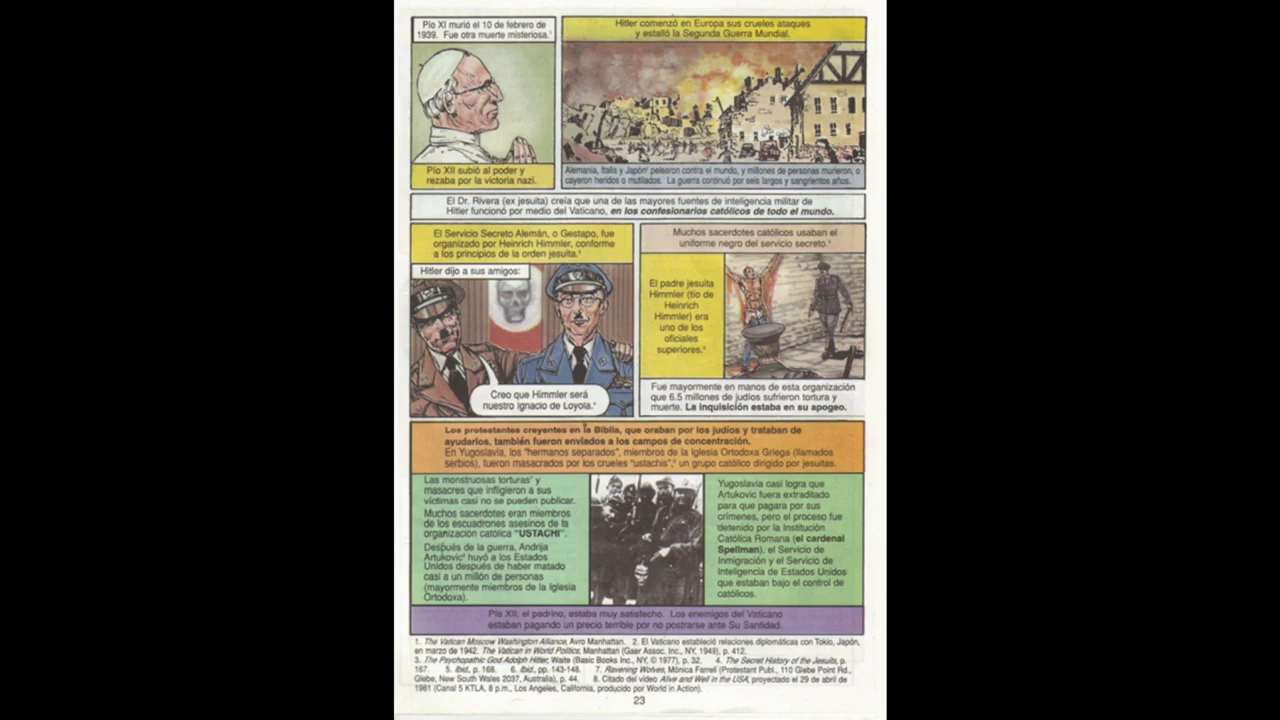 Pío XI murió el 10 de febrero de
1939. Fue otra muerte misteriosa.¹
Pío XII subió al poder y
rezaba por la victoria nazi.
Hitler comenzó en Europa sus crueles ataques
y estalló la Segunda Guerra Mundial.
Alemania, Italia y Japón² pelearon contra el mundo, y millones de personas murieron, o
cayeron heridos o mutilados. La guerra continuó por seis largos y sangrientos años.
El Dr. Rivera (ex jesuita) creía que una de las mayores fuentes de inteligencia militar de
Hitler funcionó por medio del Vaticano, en los confesionarios católicos de todo el mundo.
El Servicio Secreto Alemán, o Gestapo, fue
organizado por Heinrich Himmler, conforme
a los principios de la orden jesuita.³
Hitler dijo a sus amigos:
Creo que Himmler será
nuestro Ignacio de Loyola.⁴
Muchos sacerdotes católicos usaban el
uniforme negro del servicio secreto.⁵
El padre jesuita
Himmler (tío de
Heinrich
Himmler) era
uno de los
oficiales
superiores.⁵
Fue mayormente en manos de esta organización
que 6.5 millones de judíos sufrieron tortura y
muerte. La inquisición estaba en su apogeo.
Los protestantes creyentes en la Biblia, que oraban por los judíos y trataban de
ayudarlos, también fueron enviados a los campos de concentración.
En Yugoslavia, los "hermanos separados", miembros de la Iglesia Ortodoxa Griega (llamados
serbios), fueron masacrados por los crueles "ustachis",⁶ un grupo católico dirigido por jesuitas.
Las monstruosas torturas⁷ y
masacres que infligieron a sus
víctimas casi no se pueden publicar.
Muchos sacerdotes eran miembros
de los escuadrones asesinos de la
organización católica "USTACHI".
Después de la guerra, Andrija
Artukovic⁸ huyó a los Estados
Unidos después de haber matado
casi a un millón de personas
(mayormente miembros de la Iglesia
Ortodoxa).
Yugoslavia casi logra que
Artukovic fuera extraditado
para que pagara por sus
crímenes, pero el proceso fue
detenido por la Institución
Católica Romana (el cardenal
Spellman), el Servicio de
Inmigración y el Servicio de
Inteligencia de Estados Unidos
que estaban bajo el control de
católicos.
Pío XII, el padrino, estaba muy satisfecho. Los enemigos del Vaticano
estaban pagando un precio terrible por no postrarse ante Su Santidad.
1. The Vatican Moscow Washington Alliance, Avro Manhattan. 2. El Vaticano estableció relaciones diplomáticas con Tokio, Japón,
en marzo de 1942. The Vatican in World Politics, Manhattan (Gaer Assoc. Inc., NY, 1949), p. 412.
3. The Psychopathic God Adolph Hitler, Waite (Basic Books Inc., NY, © 1977), p. 32. 4. The Secret History of the Jesuits, p.
167. 5. Ibid., p. 168. 6. Ibid., pp. 143-148. 7. Ravening Wolves, Mónica Farrell (Protestant Publ., 110 Glebe Point Rd.,
Glebe, New South Wales 2037, Australia), p. 44. 8. Citado del video Alive and Well in the USA, proyectado el 29 de abril de
1981 (Canal 5 KTLA, 8 p.m., Los Angeles, California, producido por World in Action).
23